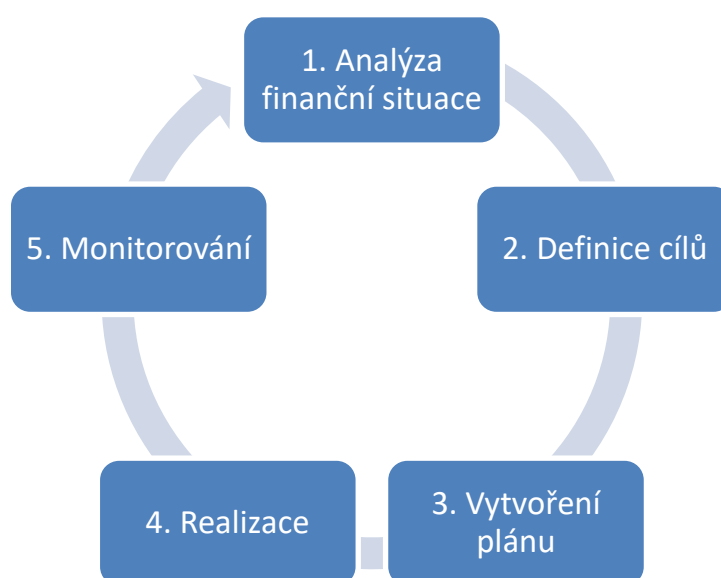 1. Analýza
finanční situace
2. Definice cílů
3. Vytvoření
plánu
4. Realizace
5. Monitorování